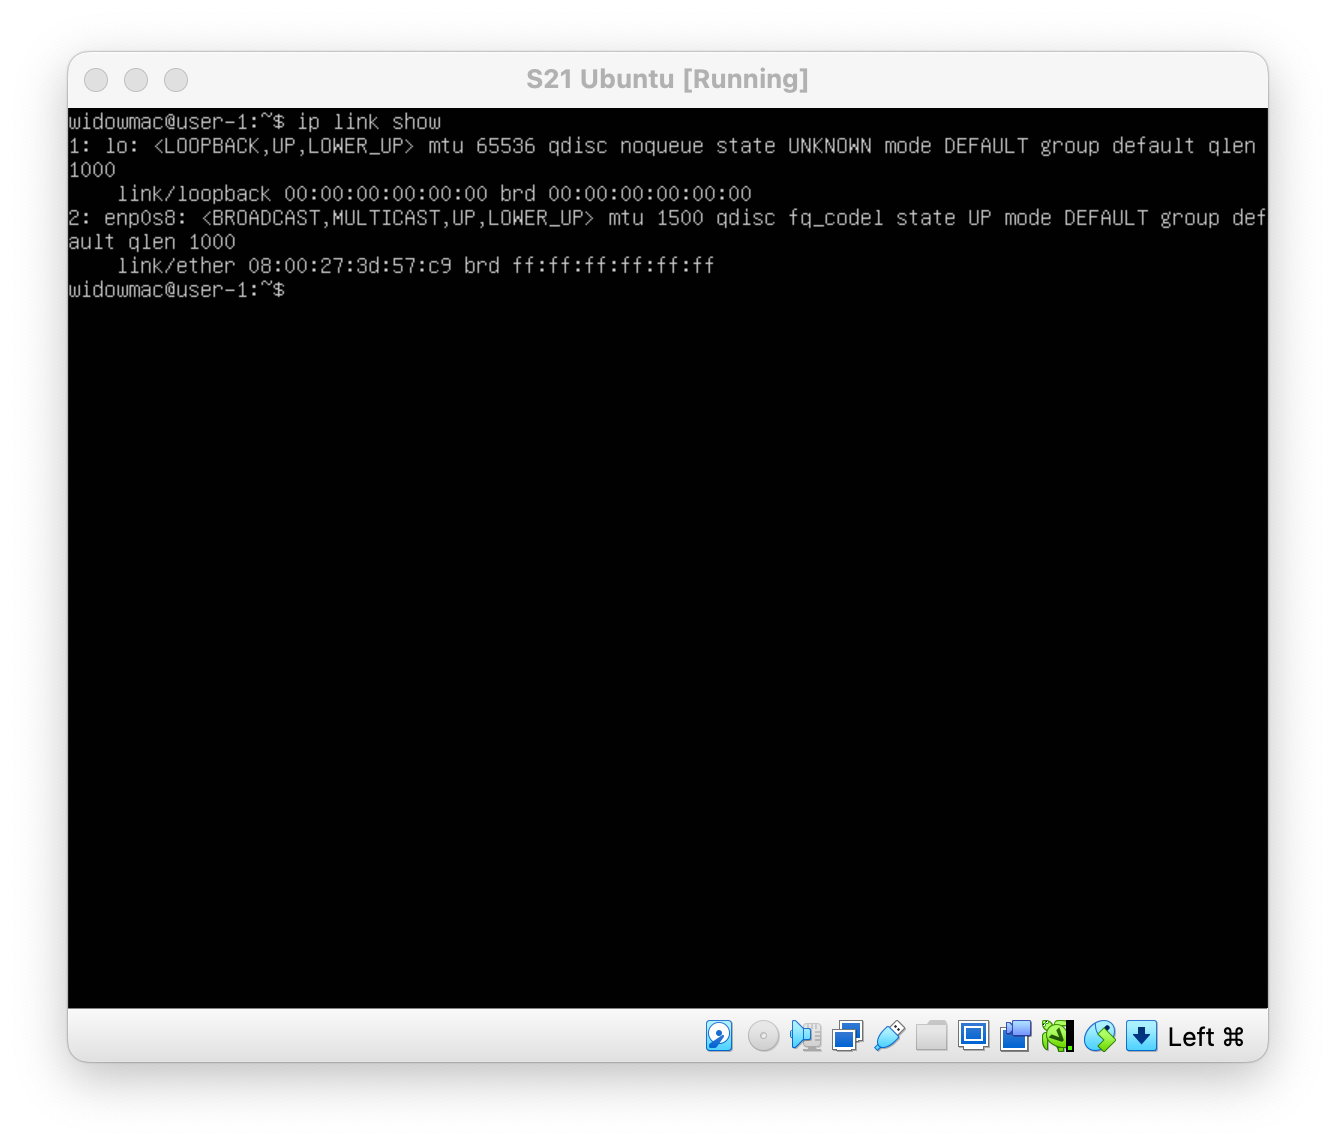 S21 Ubuntu [Running]
widowmac@user-1:~$ ip link show
1: lo: <LOOPBACK,UP,LOWER_UP> mtu 65536 qdisc noqueue state UNKNOWN mode DEFAULT group default qlen
1000
    link/loopback 00:00:00:00:00:00 brd 00:00:00:00:00:00
2: enp0s8: <BROADCAST,MULTICAST,UP,LOWER_UP> mtu 1500 qdisc fq_codel state UP mode DEFAULT group def
ault qlen 1000
    link/ether 08:00:27:3d:57:c9 brd ff:ff:ff:ff:ff:ff
widowmac@user-1:~$
Left ⌘